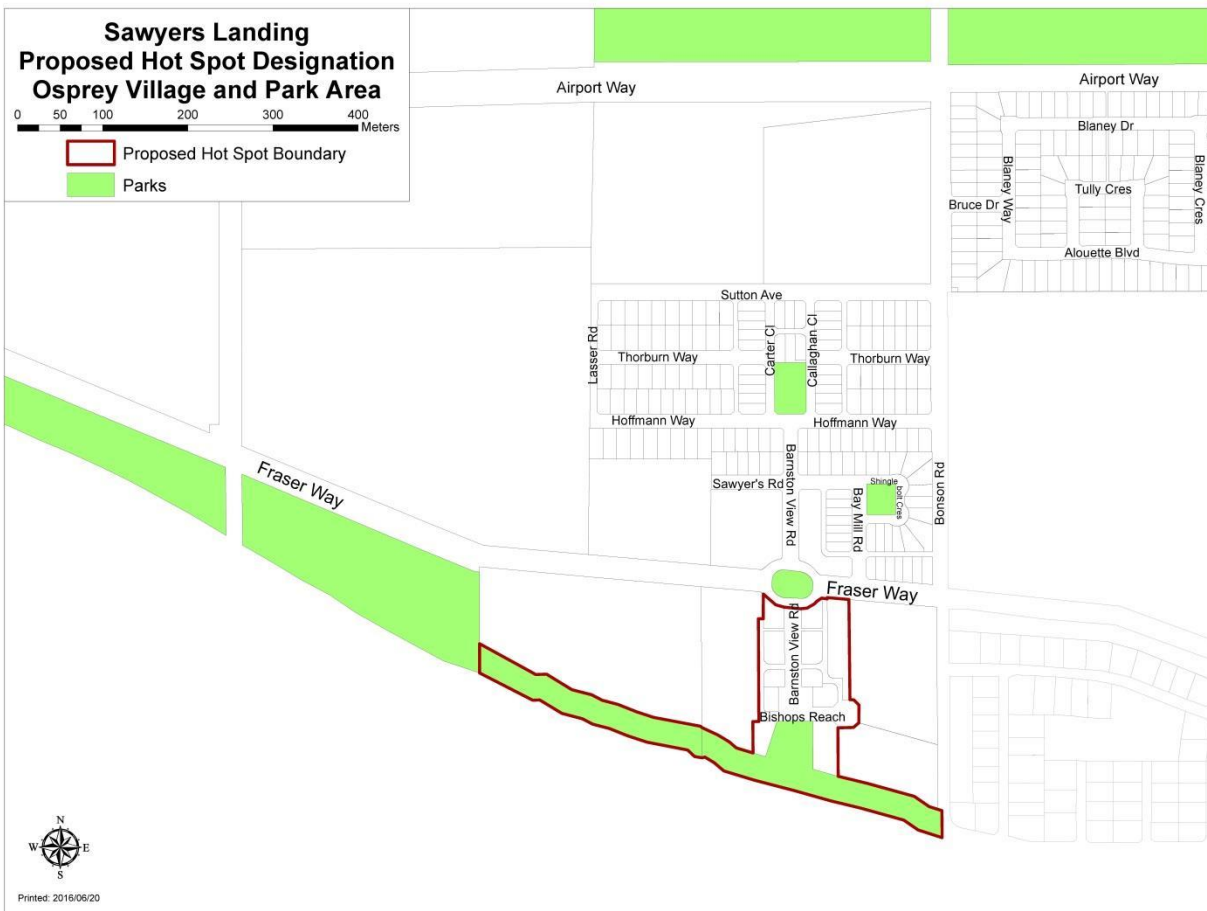 Sawyers Landing
Proposed Hot Spot Designation
Osprey Village and Park Area
0 50 100 200 300 400
Meters
Proposed Hot Spot Boundary
Parks
Airport Way
Airport Way
Blaney Dr
Blaney Way
Blaney Cres
Tully Cres
Bruce Dr
Alouette Blvd
Sutton Ave
Lasser Rd
Carter Cl
Callaghan Cl
Thorburn Way
Thorburn Way
Hoffmann Way
Hoffmann Way
Barnston View Rd
Sawyer's Rd
Bay Mill Rd
Shingle
bolt Cres
Bonson Rd
Fraser Way
Fraser Way
Barnston View Rd
Bishops Reach
N
W E
S
Printed: 2016/06/20